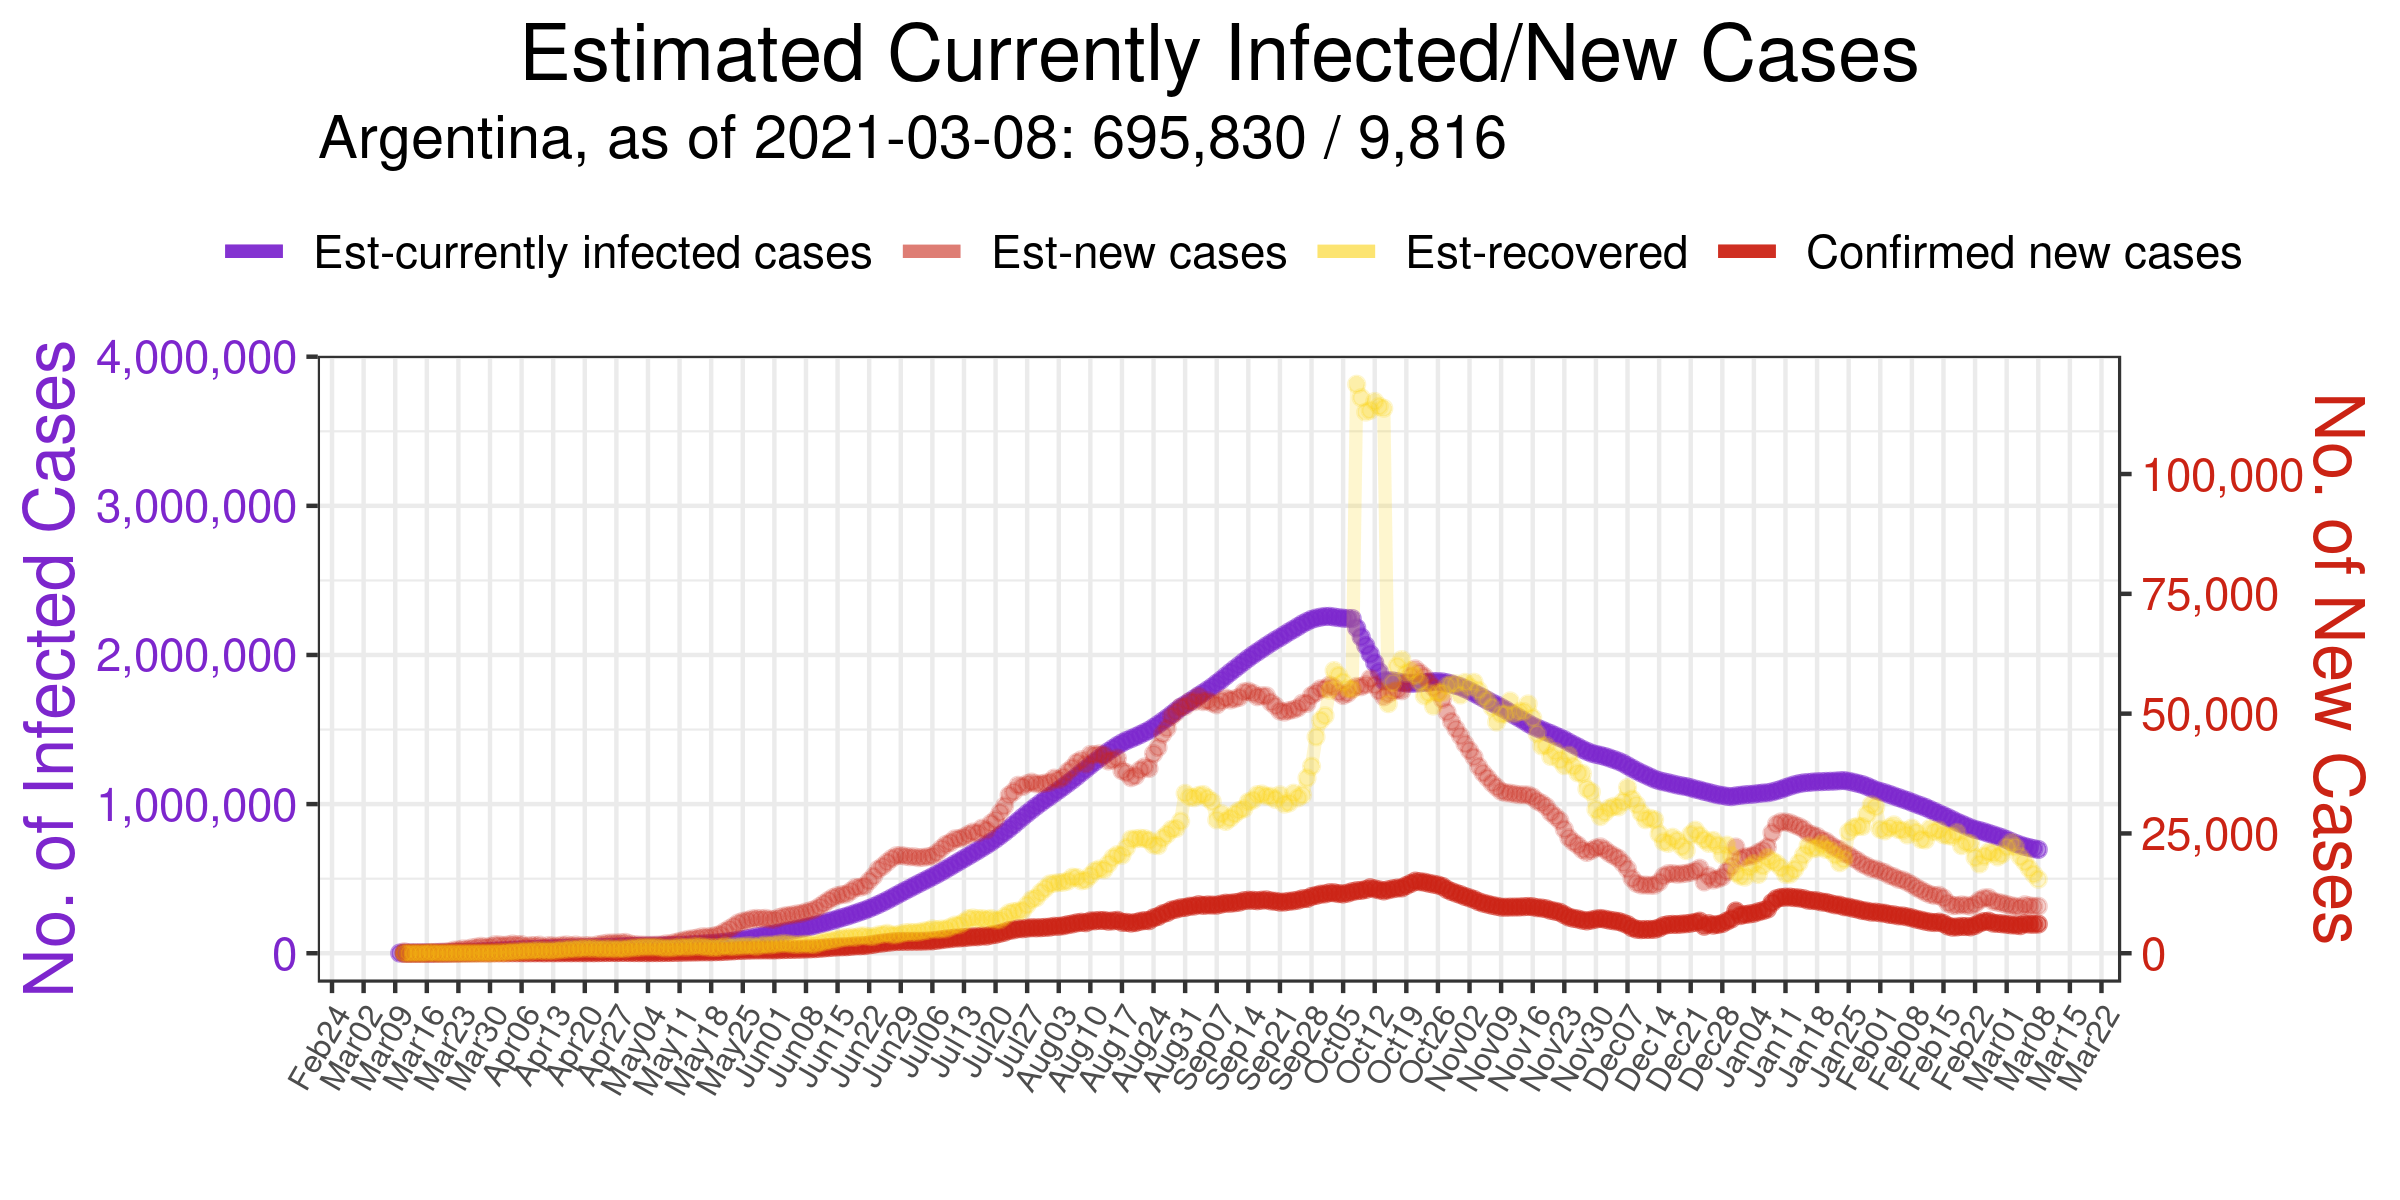 Estimated Currently Infected/New Cases
Argentina, as of 2021-03-08: 695,830 / 9,816
Est-currently infected cases Est-new cases Est-recovered Confirmed new cases
No. of Infected Cases
4,000,000
3,000,000
2,000,000
1,000,000
0
100,000
75,000
50,000
25,000
0
No. of New Cases
Feb24 Mar02 Mar09 Mar16 Mar23 Mar30 Apr06 Apr13 Apr20 Apr27 May04 May11 May18 May25 Jun01 Jun08 Jun15 Jun22 Jun29 Jul06 Jul13 Jul20 Jul27 Aug03 Aug10 Aug17 Aug24 Aug31 Sep07 Sep14 Sep21 Sep28 Oct05 Oct12 Oct19 Oct26 Nov02 Nov09 Nov16 Nov23 Nov30 Dec07 Dec14 Dec21 Dec28 Jan04 Jan11 Jan18 Jan25 Feb01 Feb08 Feb15 Feb22 Mar01 Mar08 Mar15 Mar22